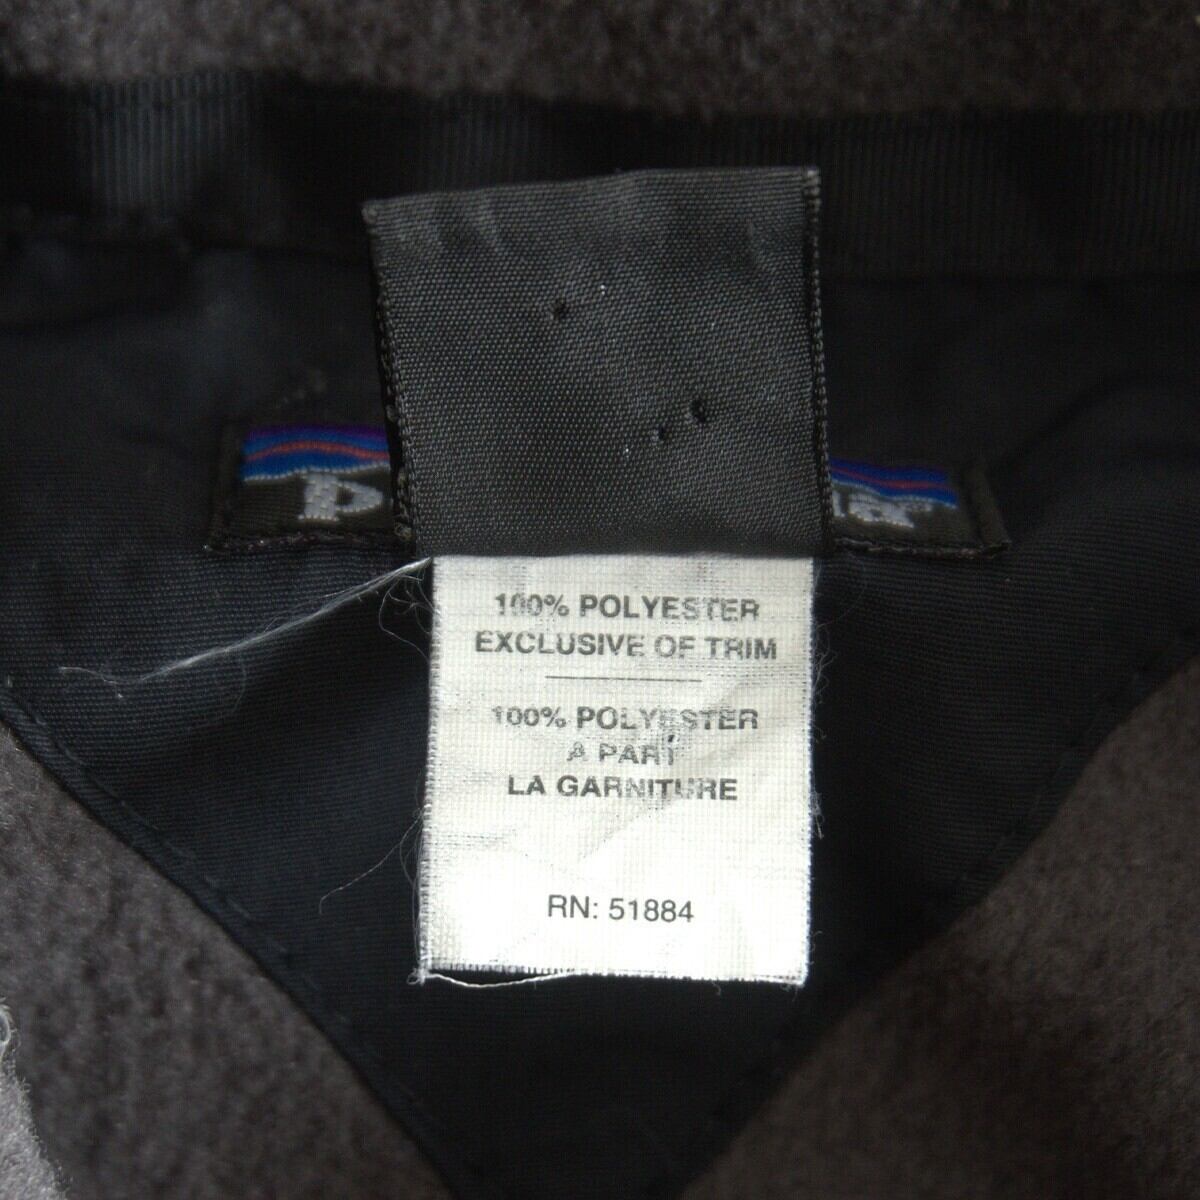 100% POLYESTER
EXCLUSIVE OF TRIM
100% POLYESTER
A PART
LA GARNITURE
RN: 51884